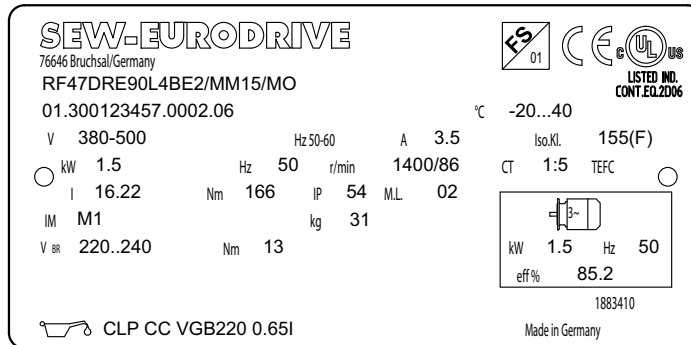 SEW-EURODRIVE
76646 Bruchsal/Germany
RF47DRE90L4BE2/MM15/MO
01.300123457.0002.06 °C -20...40
V 380-500 Hz 50-60 A 3.5 Iso.Kl. 155(F)
kW 1.5 Hz 50 r/min 1400/86 CT 1:5 TEFC
I 16.22 Nm 166 IP 54 M.L. 02
IM M1 kg 31
V BR 220..240 Nm 13
CLP CC VGB220 0.65l
FS 01 CE c UL us
LISTED IND.
CONT.EQ.2D06
3~
kW 1.5 Hz 50
eff% 85.2
1883410
Made in Germany